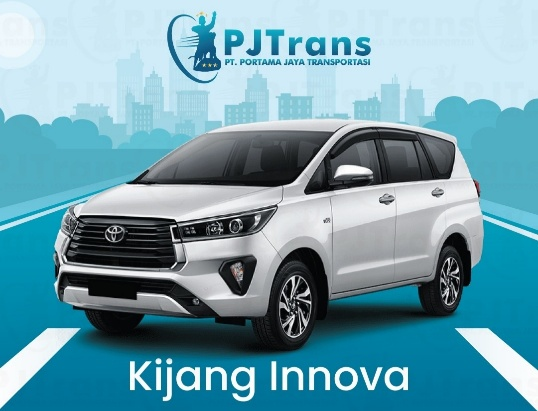 PJTrans
PT. PORTAMA JAYA TRANSPORTASI
Kijang Innova